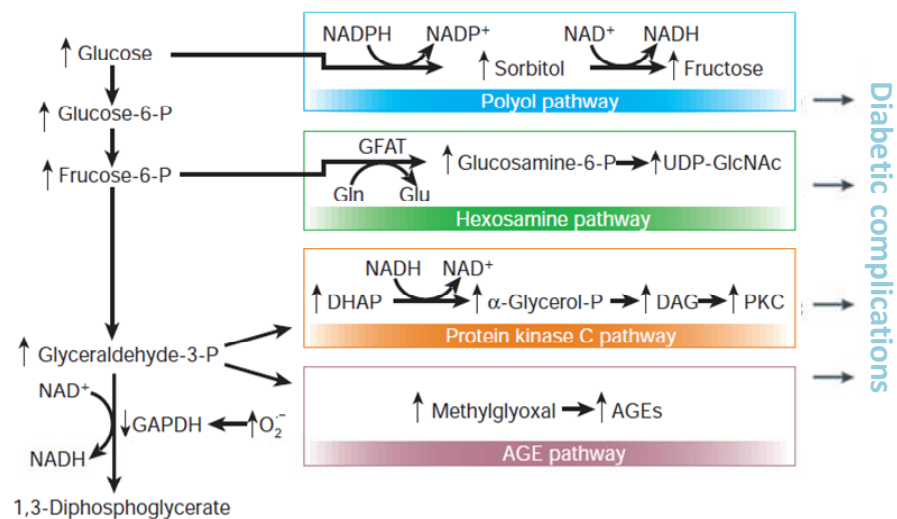 NADPH NADP+ NAD+ NADH
↑ Glucose ↑ Sorbitol ↑ Fructose
Polyol pathway
↑ Glucose-6-P
GFAT
↑ Frucose-6-P ↑ Glucosamine-6-P ↑ UDP-GlcNAc
Gln Glu
Hexosamine pathway
NADH NAD+
↑ DHAP ↑ α-Glycerol-P ↑ DAG ↑ PKC
Protein kinase C pathway
↑ Glyceraldehyde-3-P
NAD+
↓ GAPDH ↑ O2·-
↑ Methylglyoxal ↑ AGEs
AGE pathway
NADH
1,3-Diphosphoglycerate
Diabetic complications